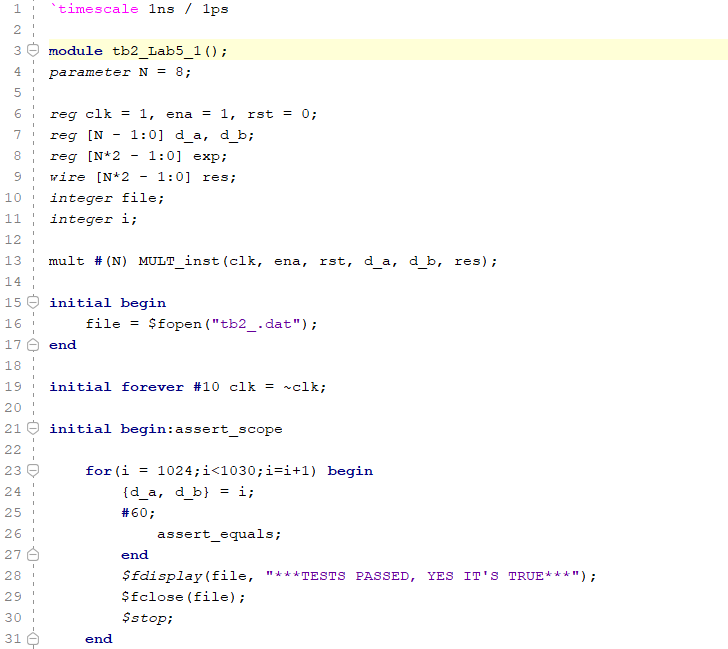 1 `timescale 1ns / 1ps
2
3 module tb2_Lab5_1();
4 parameter N = 8;
5
6 reg clk = 1, ena = 1, rst = 0;
7 reg [N - 1:0] d_a, d_b;
8 reg [N*2 - 1:0] exp;
9 wire [N*2 - 1:0] res;
10 integer file;
11 integer i;
12
13 mult #(N) MULT_inst(clk, ena, rst, d_a, d_b, res);
14
15 initial begin
16 file = $fopen("tb2_.dat");
17 end
18
19 initial forever #10 clk = ~clk;
20
21 initial begin:assert_scope
22
23 for(i = 1024;i<1030;i=i+1) begin
24 {d_a, d_b} = i;
25 #60;
26 assert_equals;
27 end
28 $fdisplay(file, "***TESTS PASSED, YES IT'S TRUE***");
29 $fclose(file);
30 $stop;
31 end